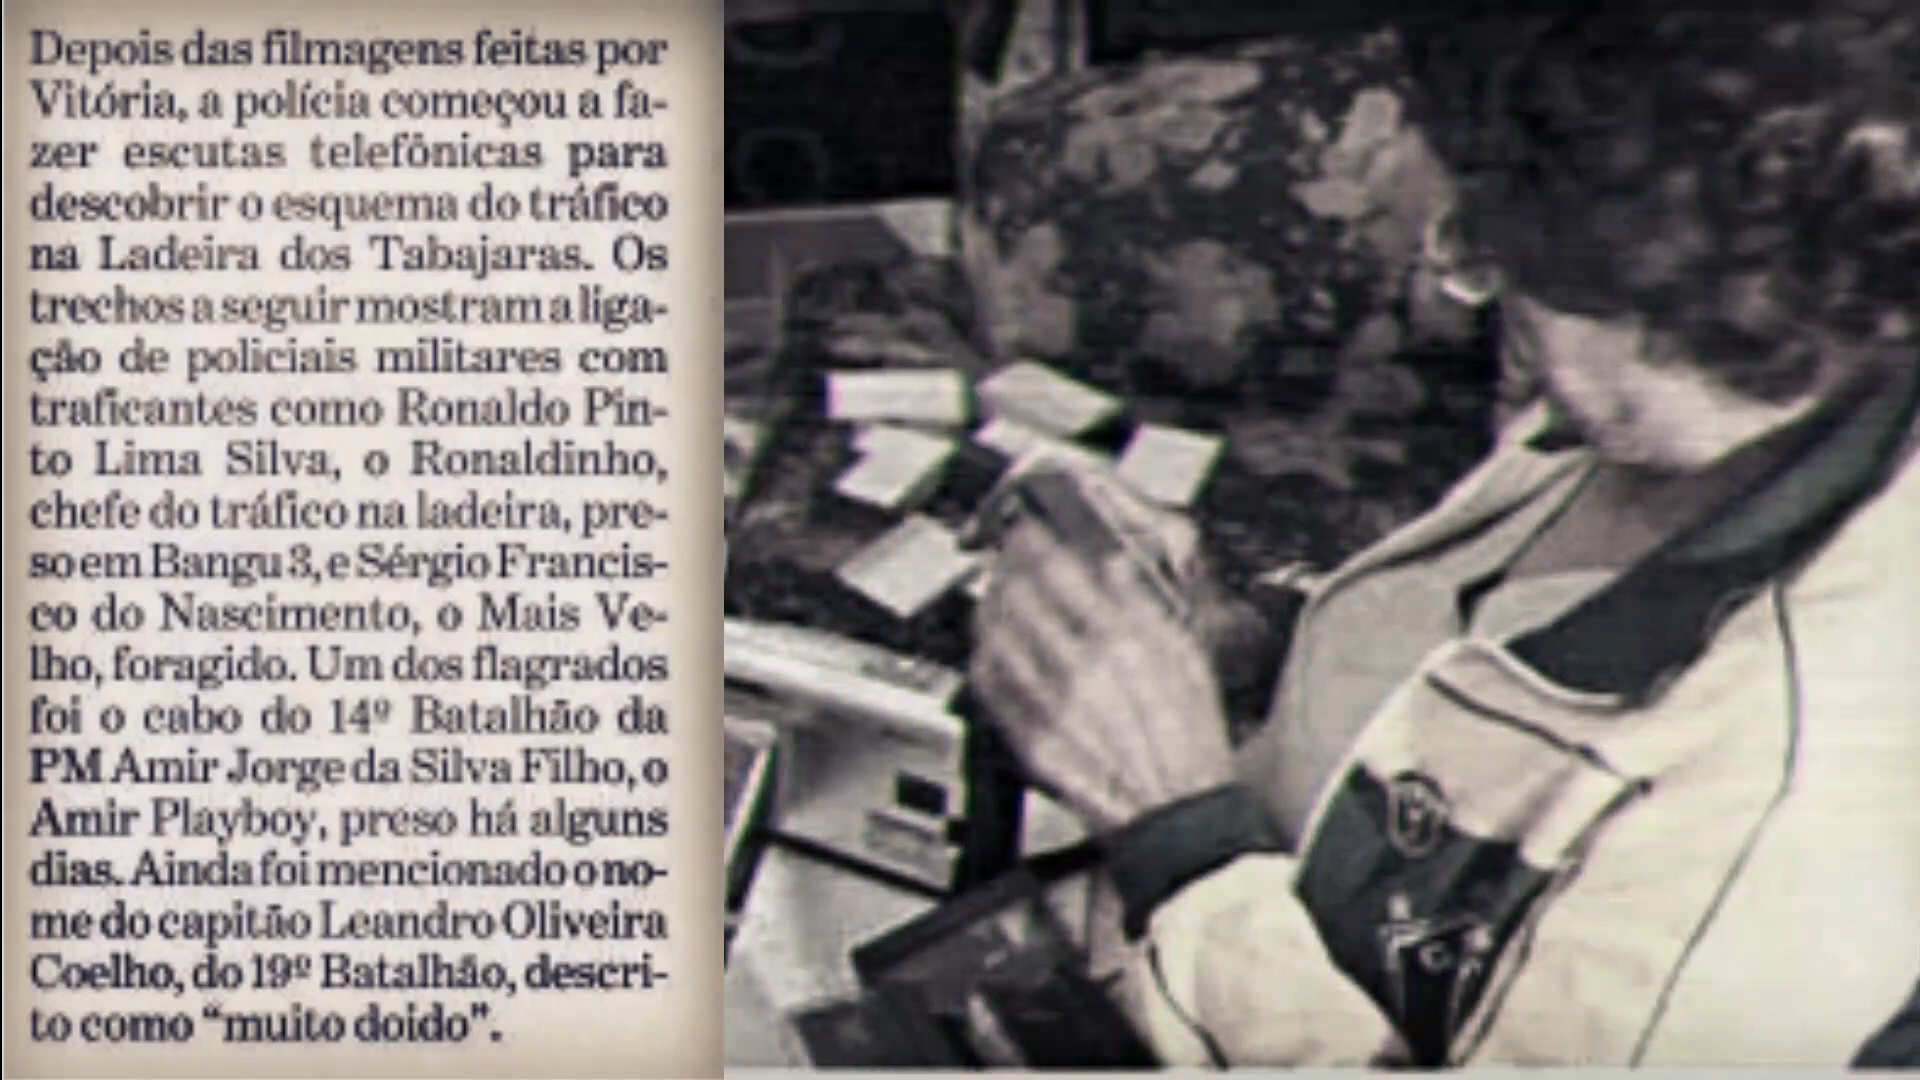 Depois das filmagens feitas por
Vitória, a polícia começou a fa-
zer escutas telefônicas para
descobrir o esquema do tráfico
na Ladeira dos Tabajaras. Os
trechos a seguir mostram a liga-
ção de policiais militares com
traficantes como Ronaldo Pin-
to Lima Silva, o Ronaldinho,
chefe do tráfico na ladeira, pre-
so em Bangu 3, e Sérgio Francis-
co do Nascimento, o Mais Ve-
lho, foragido. Um dos flagrados
foi o cabo do 14º Batalhão da
PM Amir Jorge da Silva Filho, o
Amir Playboy, preso há alguns
dias. Ainda foi mencionado o no-
me do capitão Leandro Oliveira
Coelho, do 19º Batalhão, descri-
to como “muito doido”.